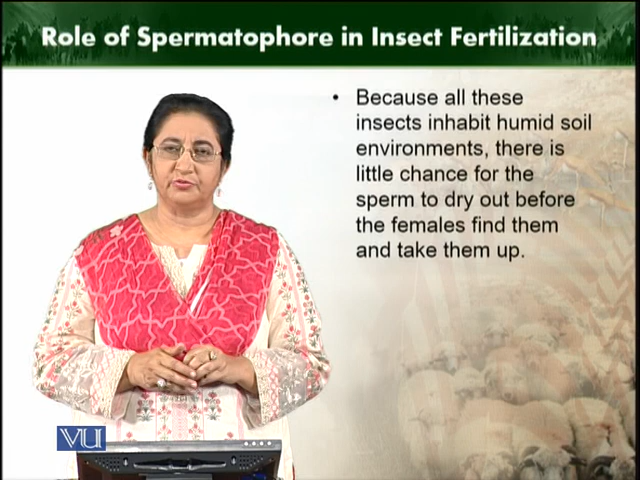 Role of Spermatophore in Insect Fertilization
• Because all these
insects inhabit humid soil
environments, there is
little chance for the
sperm to dry out before
the females find them
and take them up.
VU